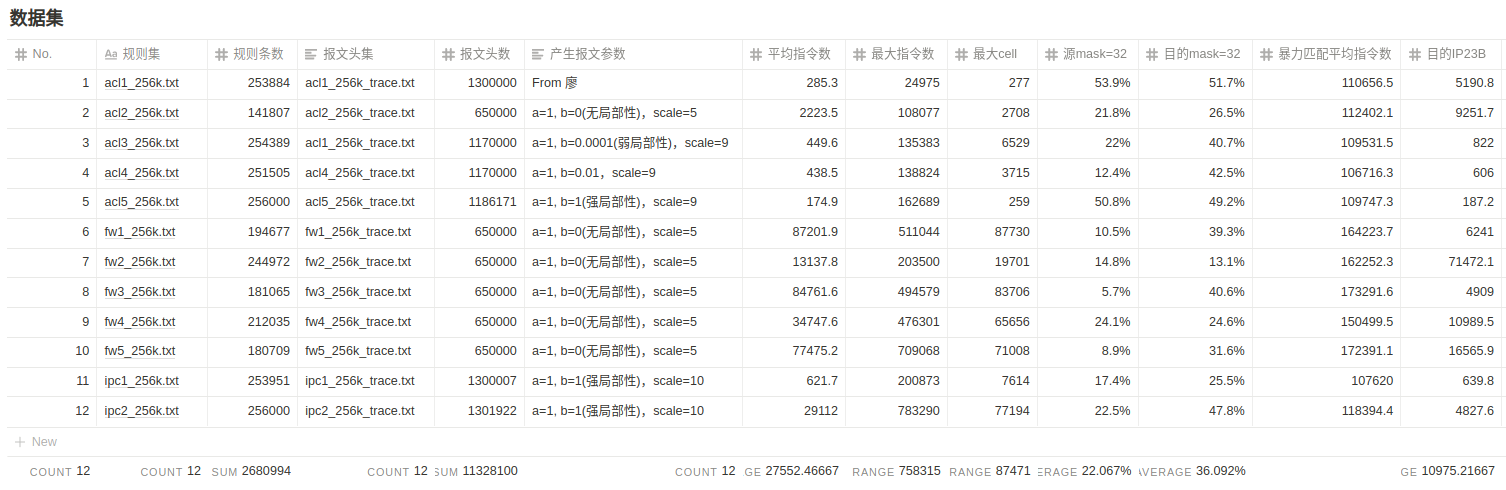 数据集
No. Aa 规则集 规则条数 报文头集 报文头数 产生报文参数 平均指令数 最大指令数 最大cell 源mask=32 目的mask=32 暴力匹配平均指令数 目的IP23B
1 acl1_256k.txt 253884 acl1_256k_trace.txt 1300000 From 廖 285.3 24975 277 53.9% 51.7% 110656.5 5190.8
2 acl2_256k.txt 141807 acl2_256k_trace.txt 650000 a=1, b=0(无局部性)，scale=5 2223.5 108077 2708 21.8% 26.5% 112402.1 9251.7
3 acl3_256k.txt 254389 acl1_256k_trace.txt 1170000 a=1, b=0.0001(弱局部性)，scale=9 449.6 135383 6529 22% 40.7% 109531.5 822
4 acl4_256k.txt 251505 acl4_256k_trace.txt 1170000 a=1, b=0.01，scale=9 438.5 138824 3715 12.4% 42.5% 106716.3 606
5 acl5_256k.txt 256000 acl5_256k_trace.txt 1186171 a=1, b=1(强局部性)，scale=9 174.9 162689 259 50.8% 49.2% 109747.3 187.2
6 fw1_256k.txt 194677 fw1_256k_trace.txt 650000 a=1, b=0(无局部性)，scale=5 87201.9 511044 87730 10.5% 39.3% 164223.7 6241
7 fw2_256k.txt 244972 fw2_256k_trace.txt 650000 a=1, b=0(无局部性)，scale=5 13137.8 203500 19701 14.8% 13.1% 162252.3 71472.1
8 fw3_256k.txt 181065 fw3_256k_trace.txt 650000 a=1, b=0(无局部性)，scale=5 84761.6 494579 83706 5.7% 40.6% 173291.6 4909
9 fw4_256k.txt 212035 fw4_256k_trace.txt 650000 a=1, b=0(无局部性)，scale=5 34747.6 476301 65656 24.1% 24.6% 150499.5 10989.5
10 fw5_256k.txt 180709 fw5_256k_trace.txt 650000 a=1, b=0(无局部性)，scale=5 77475.2 709068 71008 8.9% 31.6% 172391.1 16565.9
11 ipc1_256k.txt 253951 ipc1_256k_trace.txt 1300007 a=1, b=1(强局部性)，scale=10 621.7 200873 7614 17.4% 25.5% 107620 639.8
12 ipc2_256k.txt 256000 ipc2_256k_trace.txt 1301922 a=1, b=1(强局部性)，scale=10 29112 783290 77194 22.5% 47.8% 118394.4 4827.6
New
COUNT 12 COUNT 12 SUM 2680994 COUNT 12 SUM 11328100 COUNT 12 GE 27552.46667 RANGE 758315 RANGE 87471 ERAGE 22.067% AVERAGE 36.092% GE 10975.21667